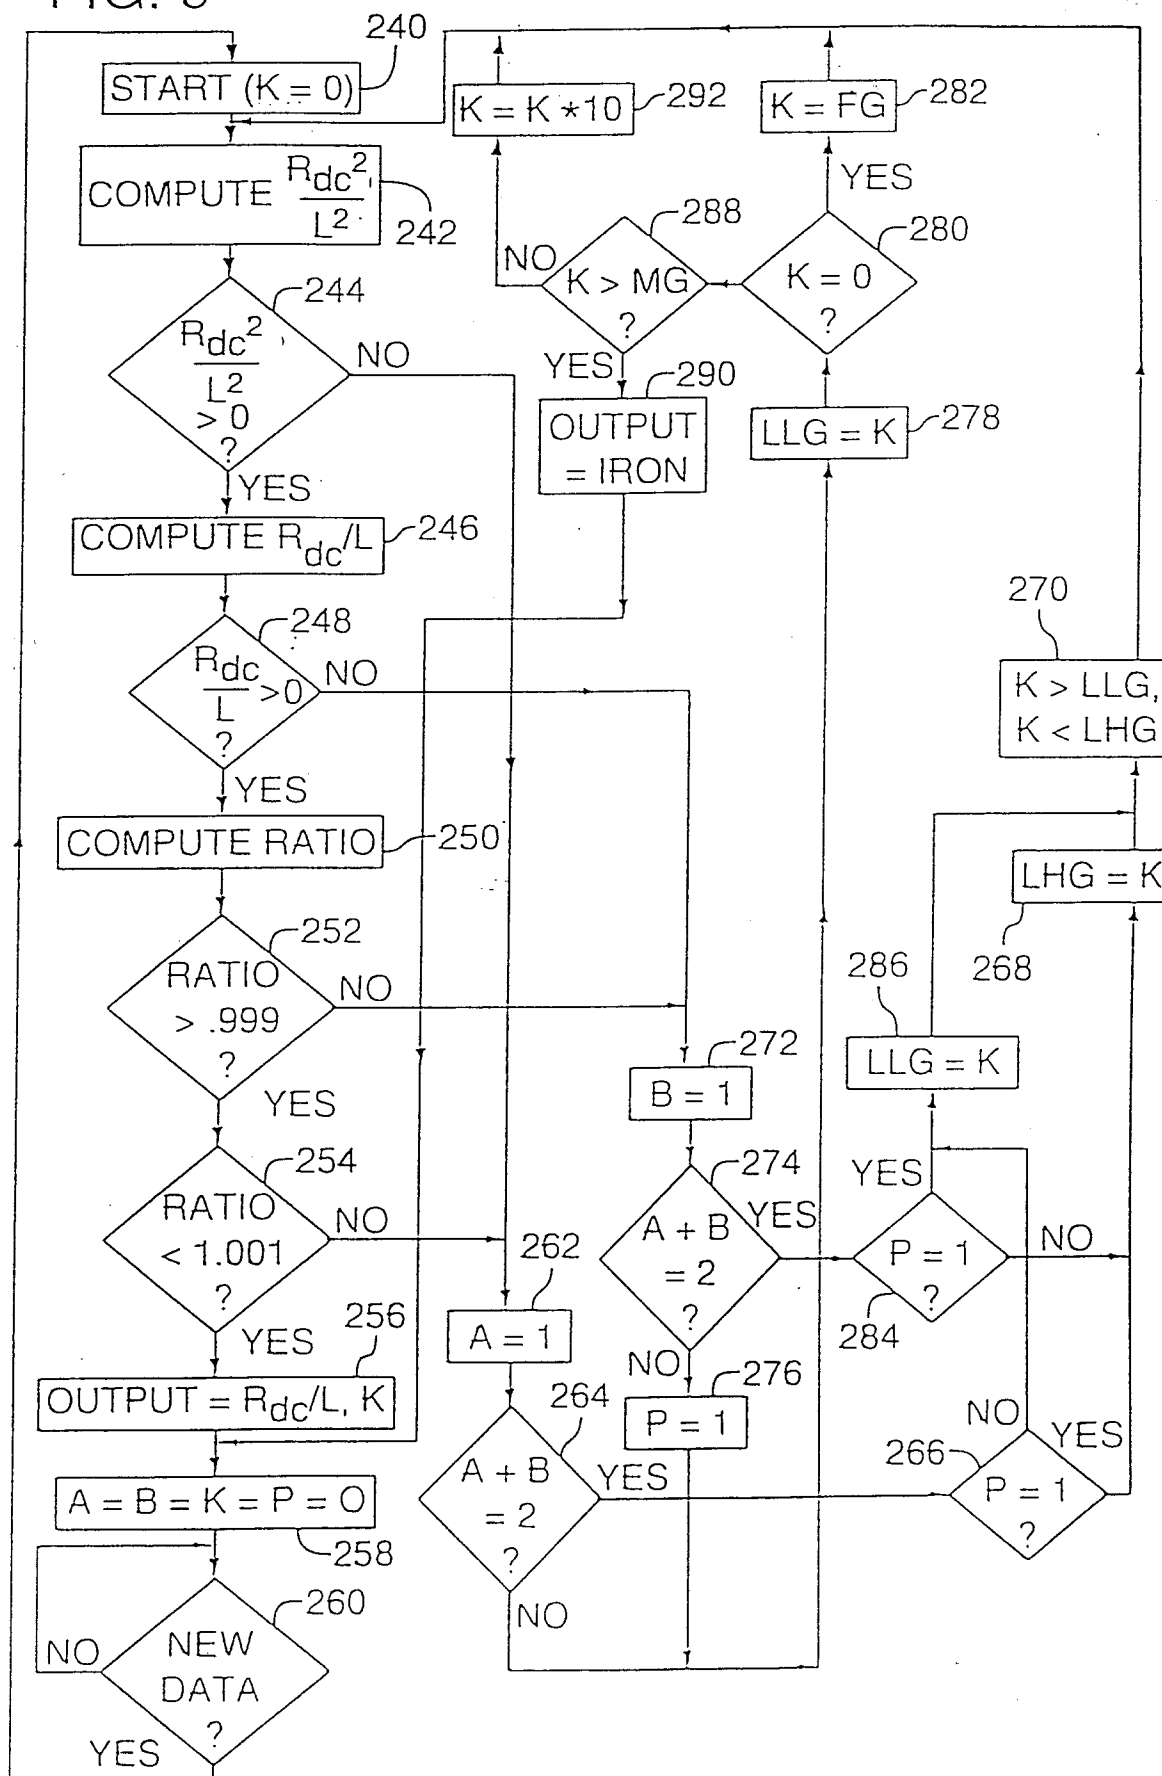 FIG.
240
START (K = 0)
K = K *10
292
K = FG
282
COMPUTE Rdc²/L²
242
YES
288
280
NO
K > MG
?
K = 0
?
244
Rdc²/L²
> 0
?
NO
YES
290
OUTPUT
= IRON
LLG = K
278
YES
COMPUTE Rdc/L
246
270
248
Rdc/L >0
?
NO
K > LLG,
K < LHG
YES
COMPUTE RATIO
250
LHG = K
268
252
RATIO
> .999
?
NO
286
LLG = K
272
B = 1
YES
254
RATIO
< 1.001
?
NO
274
A + B
= 2
?
YES
YES
P = 1
?
284
NO
262
A = 1
YES
256
OUTPUT = Rdc/L, K
NO
276
P = 1
264
A + B
= 2
?
YES
NO
YES
266
P = 1
?
A = B = K = P = O
258
NO
260
NEW
DATA
?
NO
YES